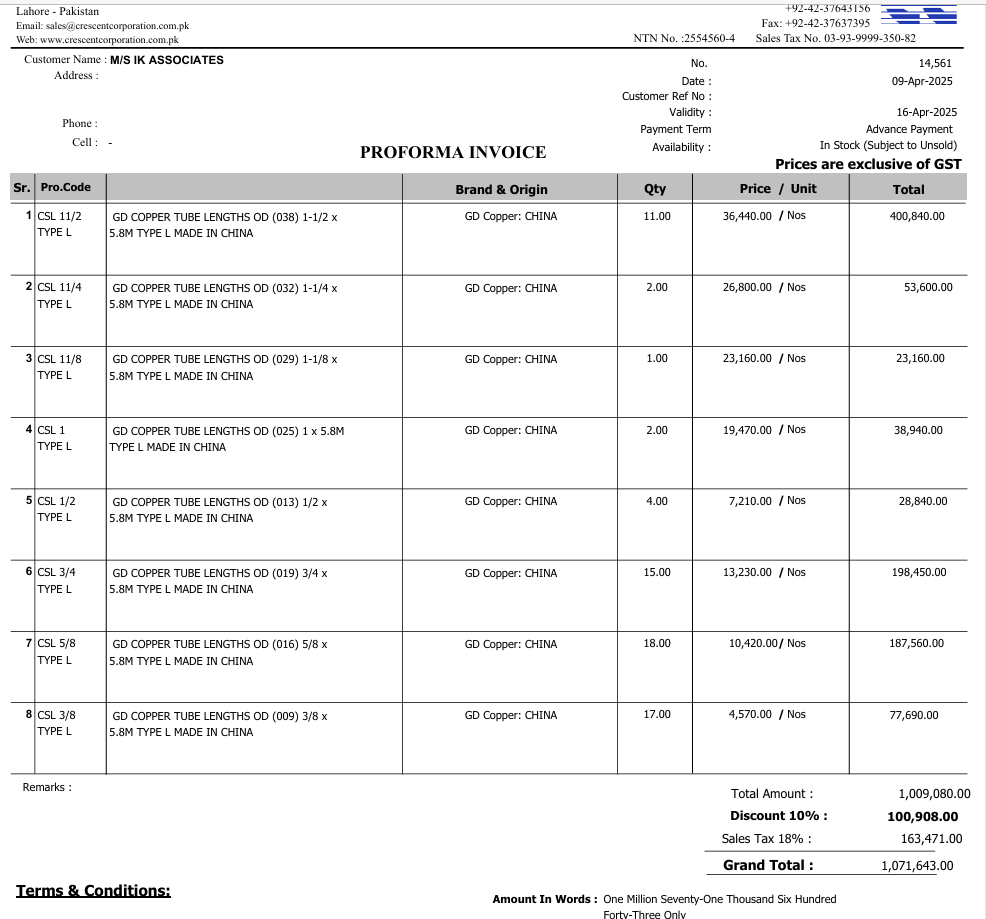 Lahore - Pakistan
+92-42-37643156
Email: sales@crescentcorporation.com.pk
Fax: +92-42-37637395
Web: www.crescentcorporation.com.pk
NTN No. :2554560-4 Sales Tax No. 03-93-9999-350-82
Customer Name : M/S IK ASSOCIATES
Address :
Phone :
Cell : -
No. 14,561
Date : 09-Apr-2025
Customer Ref No :
Validity : 16-Apr-2025
Payment Term Advance Payment
Availability : In Stock (Subject to Unsold)
PROFORMA INVOICE
Prices are exclusive of GST
Sr. Pro.Code Brand & Origin Qty Price / Unit Total
1 CSL 11/2 GD COPPER TUBE LENGTHS OD (038) 1-1/2 x GD Copper: CHINA 11.00 36,440.00 / Nos 400,840.00
TYPE L 5.8M TYPE L MADE IN CHINA
2 CSL 11/4 GD COPPER TUBE LENGTHS OD (032) 1-1/4 x GD Copper: CHINA 2.00 26,800.00 / Nos 53,600.00
TYPE L 5.8M TYPE L MADE IN CHINA
3 CSL 11/8 GD COPPER TUBE LENGTHS OD (029) 1-1/8 x GD Copper: CHINA 1.00 23,160.00 / Nos 23,160.00
TYPE L 5.8M TYPE L MADE IN CHINA
4 CSL 1 GD COPPER TUBE LENGTHS OD (025) 1 x 5.8M GD Copper: CHINA 2.00 19,470.00 / Nos 38,940.00
TYPE L TYPE L MADE IN CHINA
5 CSL 1/2 GD COPPER TUBE LENGTHS OD (013) 1/2 x GD Copper: CHINA 4.00 7,210.00 / Nos 28,840.00
TYPE L 5.8M TYPE L MADE IN CHINA
6 CSL 3/4 GD COPPER TUBE LENGTHS OD (019) 3/4 x GD Copper: CHINA 15.00 13,230.00 / Nos 198,450.00
TYPE L 5.8M TYPE L MADE IN CHINA
7 CSL 5/8 GD COPPER TUBE LENGTHS OD (016) 5/8 x GD Copper: CHINA 18.00 10,420.00/ Nos 187,560.00
TYPE L 5.8M TYPE L MADE IN CHINA
8 CSL 3/8 GD COPPER TUBE LENGTHS OD (009) 3/8 x GD Copper: CHINA 17.00 4,570.00 / Nos 77,690.00
TYPE L 5.8M TYPE L MADE IN CHINA
Remarks :
Total Amount : 1,009,080.00
Discount 10% : 100,908.00
Sales Tax 18% : 163,471.00
Grand Total : 1,071,643.00
Terms & Conditions:
Amount In Words : One Million Seventy-One Thousand Six Hundred
Forty-Three Only